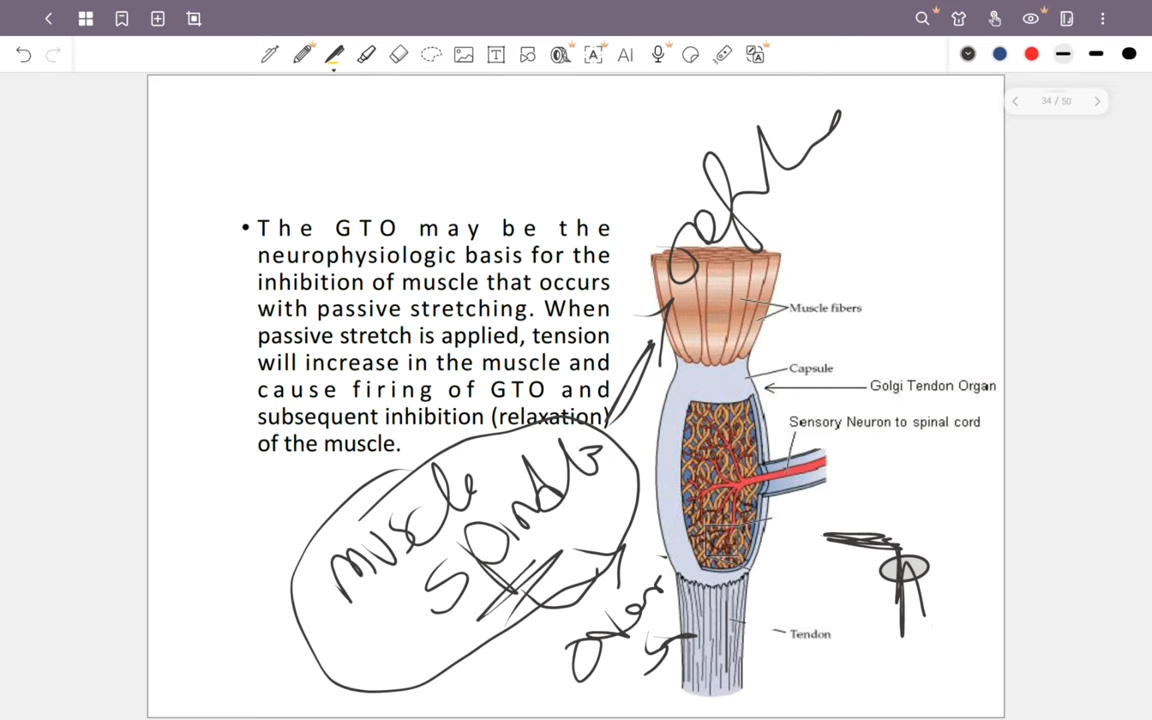 AI
34 / 50
• The GTO may be the
neurophysiologic basis for the
inhibition of muscle that occurs
with passive stretching. When
passive stretch is applied, tension
will increase in the muscle and
cause firing of GTO and
subsequent inhibition (relaxation)
of the muscle.
Muscle fibers
Capsule
Golgi Tendon Organ
Sensory Neuron to spinal cord
Tendon
muscle